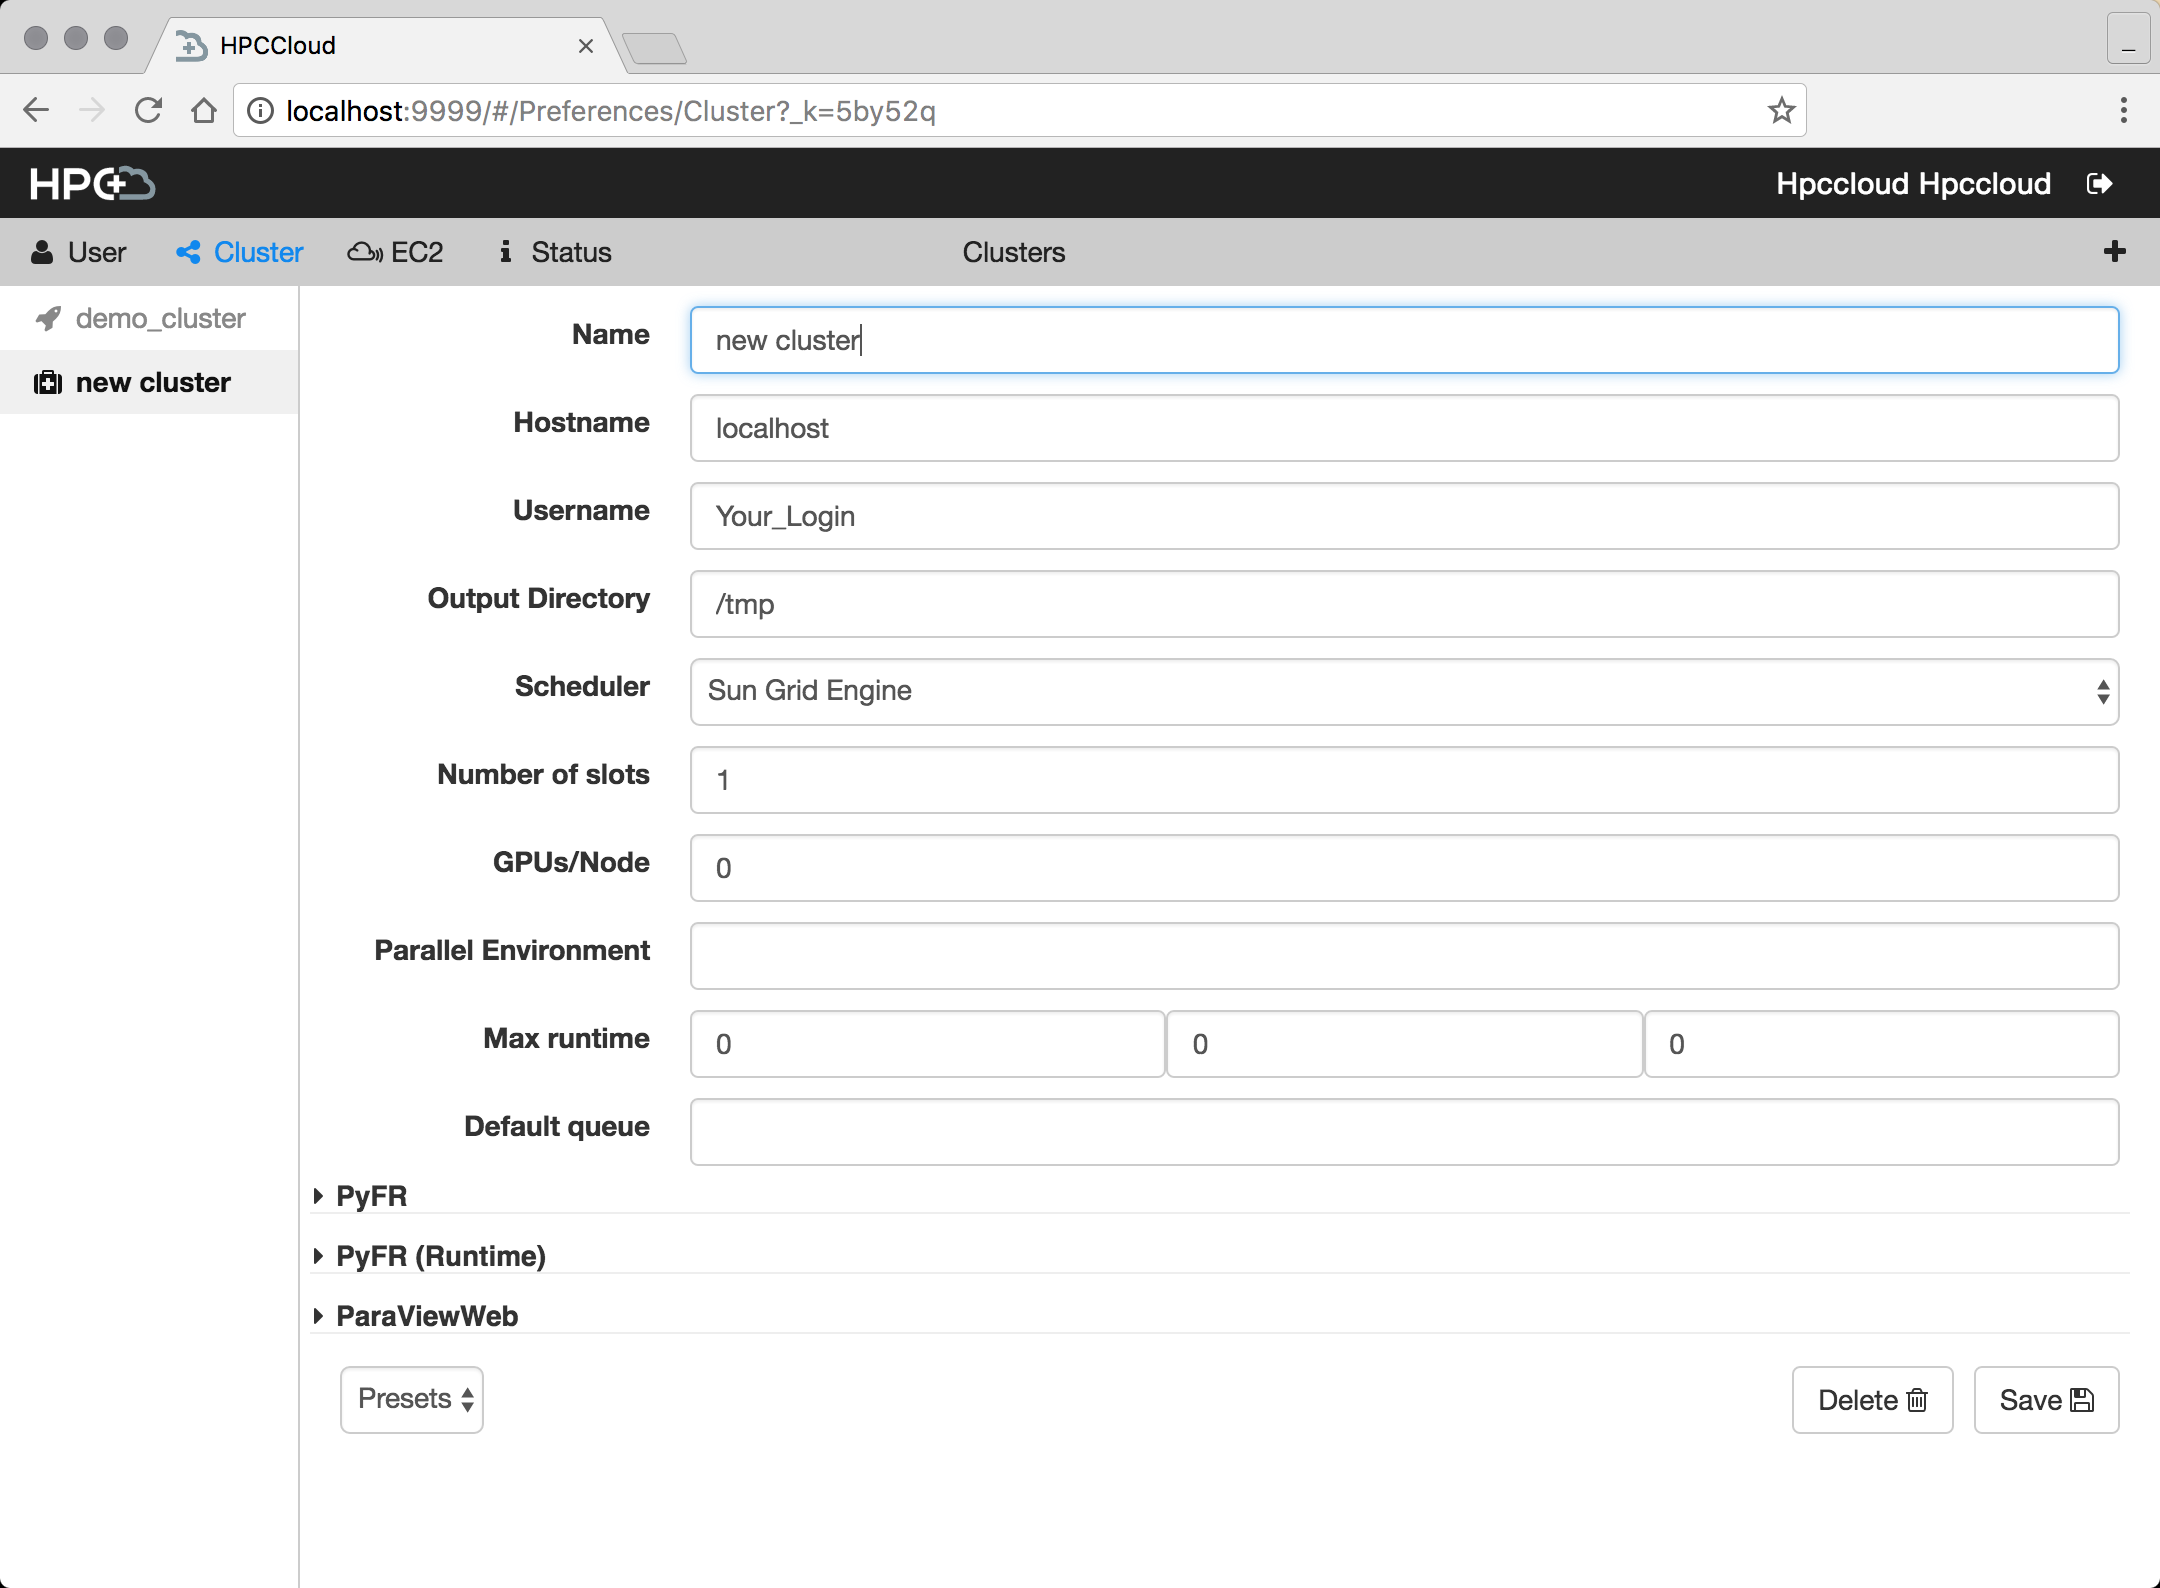 HPCCloud
localhost:9999/#/Preferences/Cluster?_k=5by52q
HPC
Hpccloud Hpccloud
User Cluster EC2 Status Clusters
demo_cluster
new cluster
Name new cluster
Hostname localhost
Username Your_Login
Output Directory /tmp
Scheduler Sun Grid Engine
Number of slots 1
GPUs/Node 0
Parallel Environment
Max runtime 0 0 0
Default queue
PyFR
PyFR (Runtime)
ParaViewWeb
Presets Delete Save